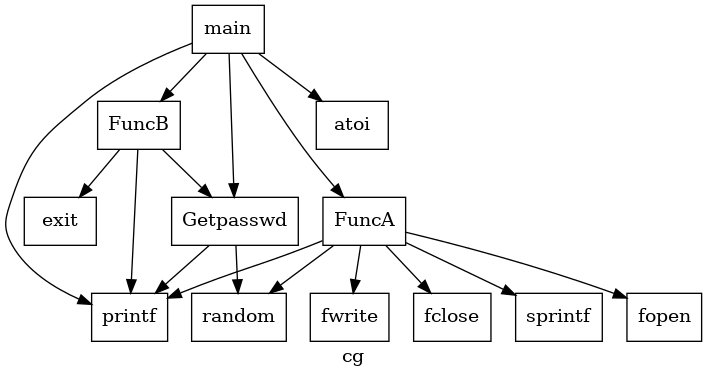 main
FuncB
atoi
exit
Getpasswd
FuncA
printf
random
fwrite
fclose
sprintf
fopen
cg